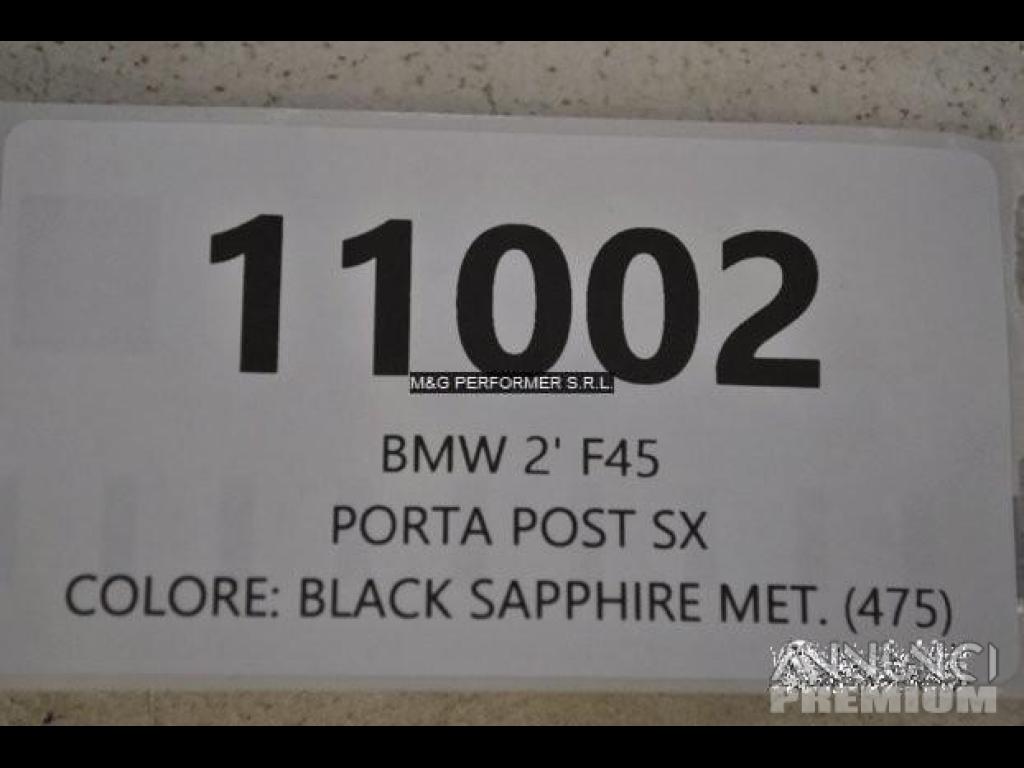 11002
M&G PERFORMER S.R.L.
BMW 2' F45
PORTA POST SX
COLORE: BLACK SAPPHIRE MET. (475)
ANNUNCI
PREMIUM